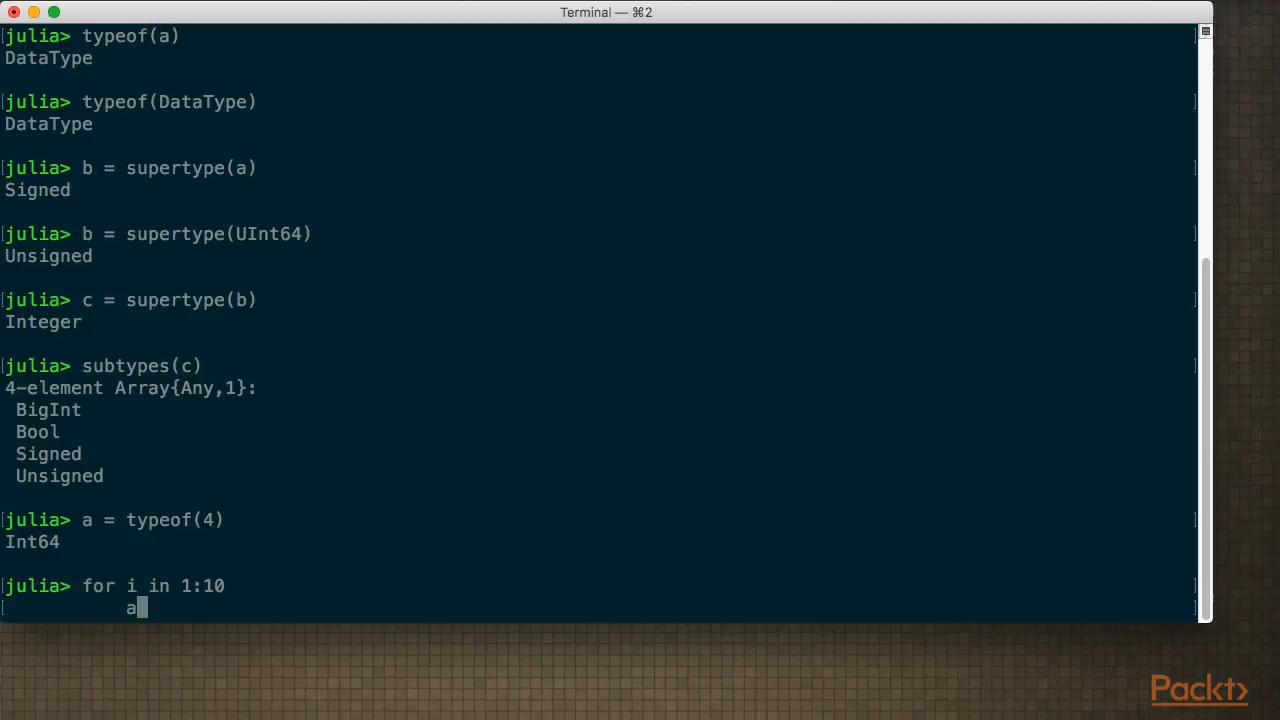 Terminal — ⌘2
julia> typeof(a)
DataType
julia> typeof(DataType)
DataType
julia> b = supertype(a)
Signed
julia> b = supertype(UInt64)
Unsigned
julia> c = supertype(b)
Integer
julia> subtypes(c)
4-element Array{Any,1}:
BigInt
Bool
Signed
Unsigned
julia> a = typeof(4)
Int64
julia> for i in 1:10
a
Packt>